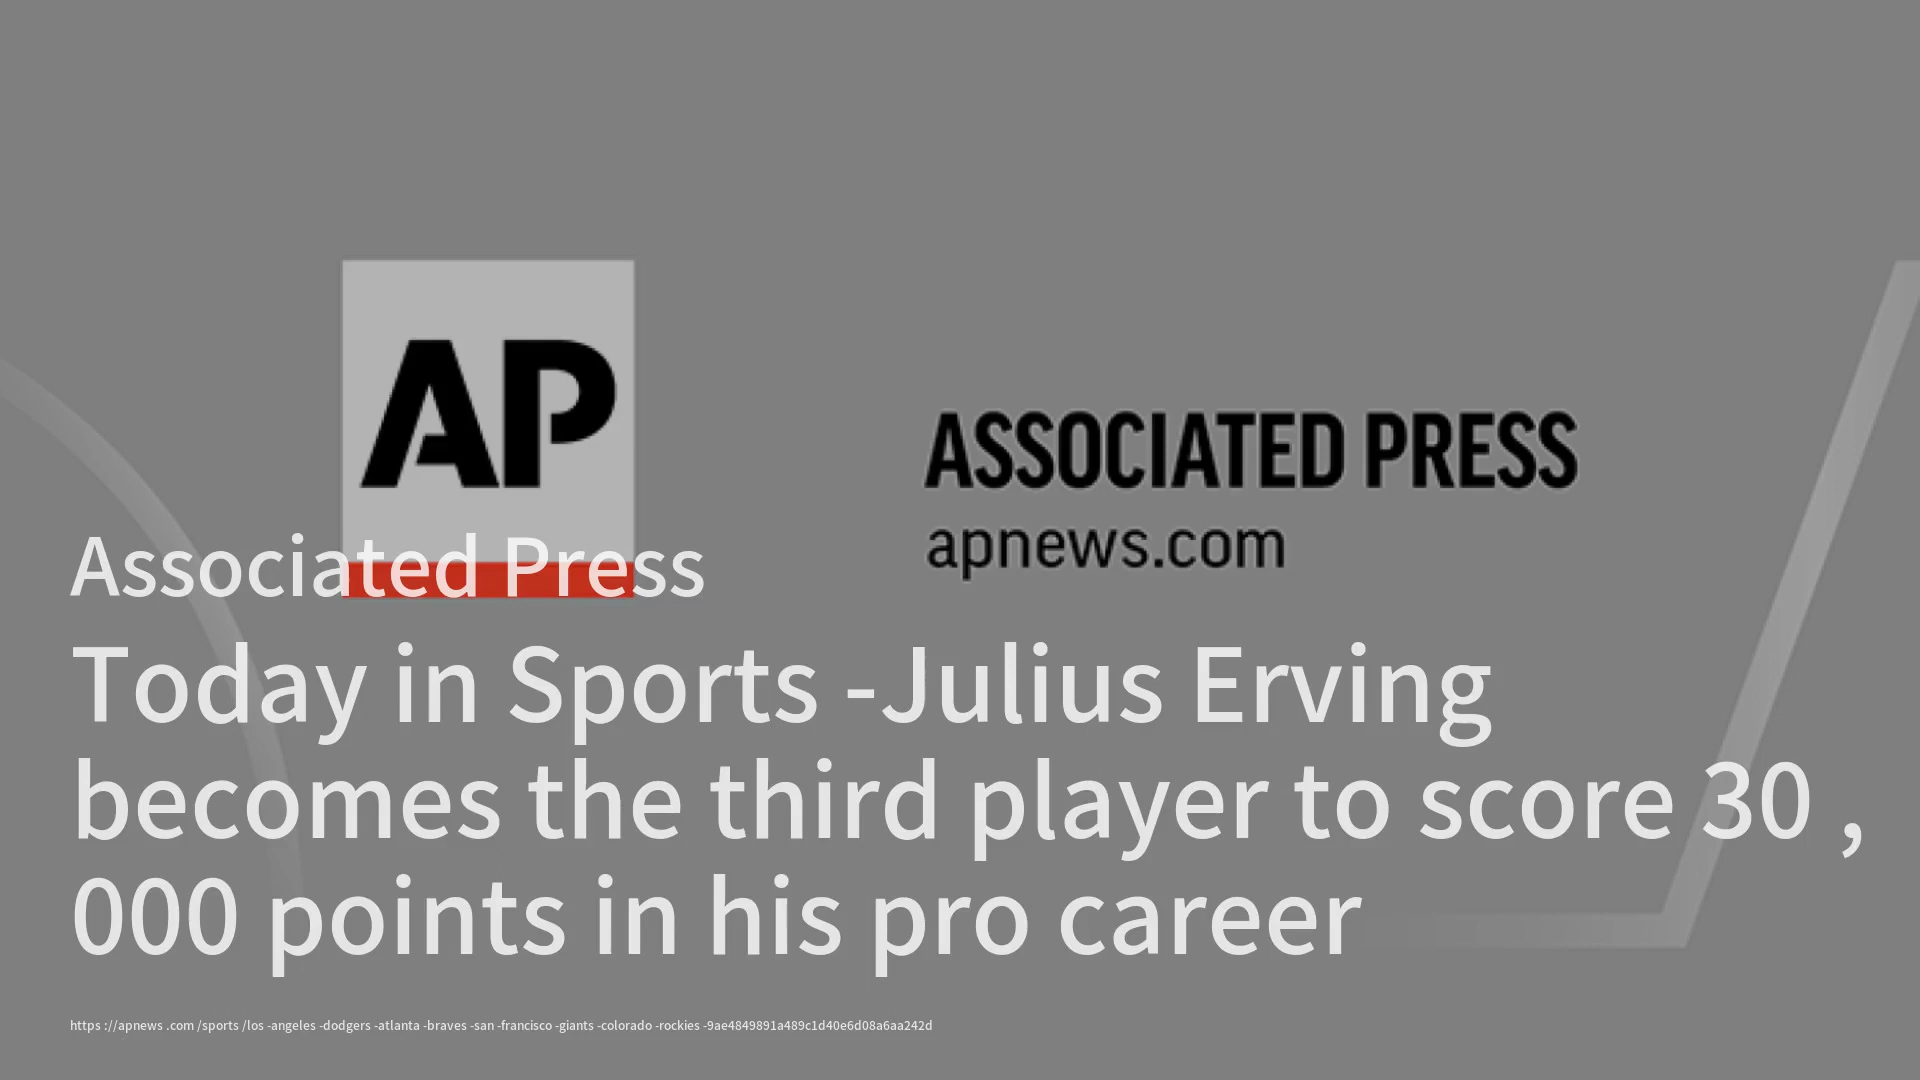 AP
ASSOCIATED PRESS
apnews.com
Associated Press
Today in Sports -Julius Erving
becomes the third player to score 30 ,
000 points in his pro career
https ://apnews .com /sports /los -angeles -dodgers -atlanta -braves -san -francisco -giants -colorado -rockies -9ae4849891a489c1d40e6d08a6aa242d